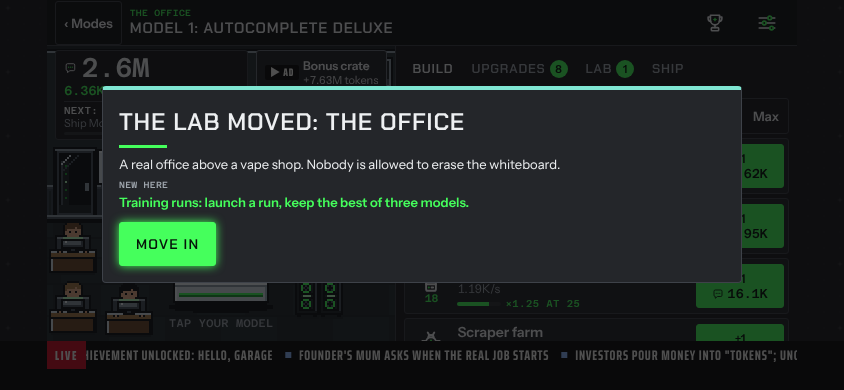 ‹ Modes
THE OFFICE
MODEL 1: AUTOCOMPLETE DELUXE
2.6M
AD
Bonus crate
+7.63M tokens
6.36K
NEXT:
Ship Mo
BUILD UPGRADES 8 LAB 1 SHIP
Max
THE LAB MOVED: THE OFFICE
A real office above a vape shop. Nobody is allowed to erase the whiteboard.
NEW HERE
Training runs: launch a run, keep the best of three models.
MOVE IN
62K
95K
1.19K/s
18
×1.25 AT 25
16.1K
TAP YOUR MODEL
Scraper farm
+1
LIVE
HIEVEMENT UNLOCKED: HELLO, GARAGE ■ FOUNDER'S MUM ASKS WHEN THE REAL JOB STARTS ■ INVESTORS POUR MONEY INTO "TOKENS"; UNC